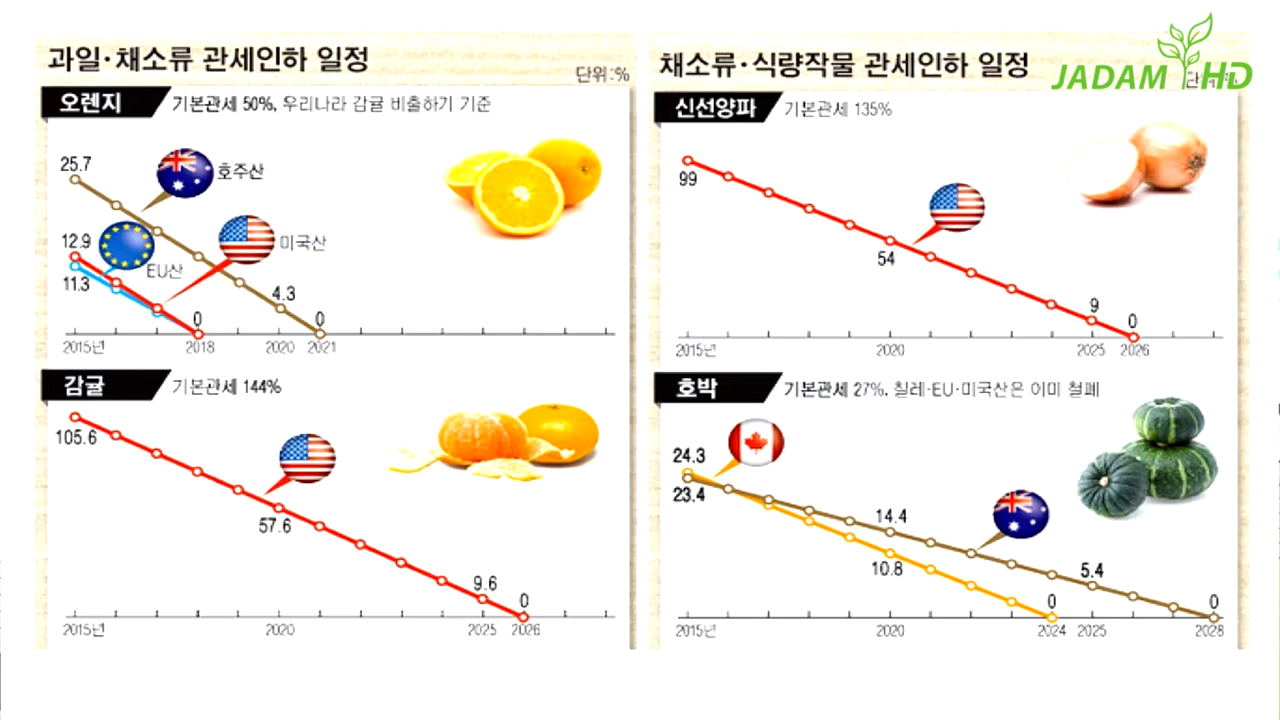 과일·채소류 관세인하 일정
단위:%
오렌지
기본관세 50%, 우리나라 감귤 비출하기 기준
25.7
호주산
12.9
미국산
EU산
11.3
4.3
0
0
2015년
2018
2020
2021
감귤
기본관세 144%
105.6
57.6
9.6
0
2015년
2020
2025
2026
채소류·식량작물 관세인하 일정
JADAM HD
신선양파
기본관세 135%
99
54
9
0
2015년
2020
2025
2026
호박
기본관세 27%, 칠레·EU·미국산은 이미 철폐
24.3
23.4
14.4
10.8
5.4
0
0
2015년
2020
2024
2025
2028